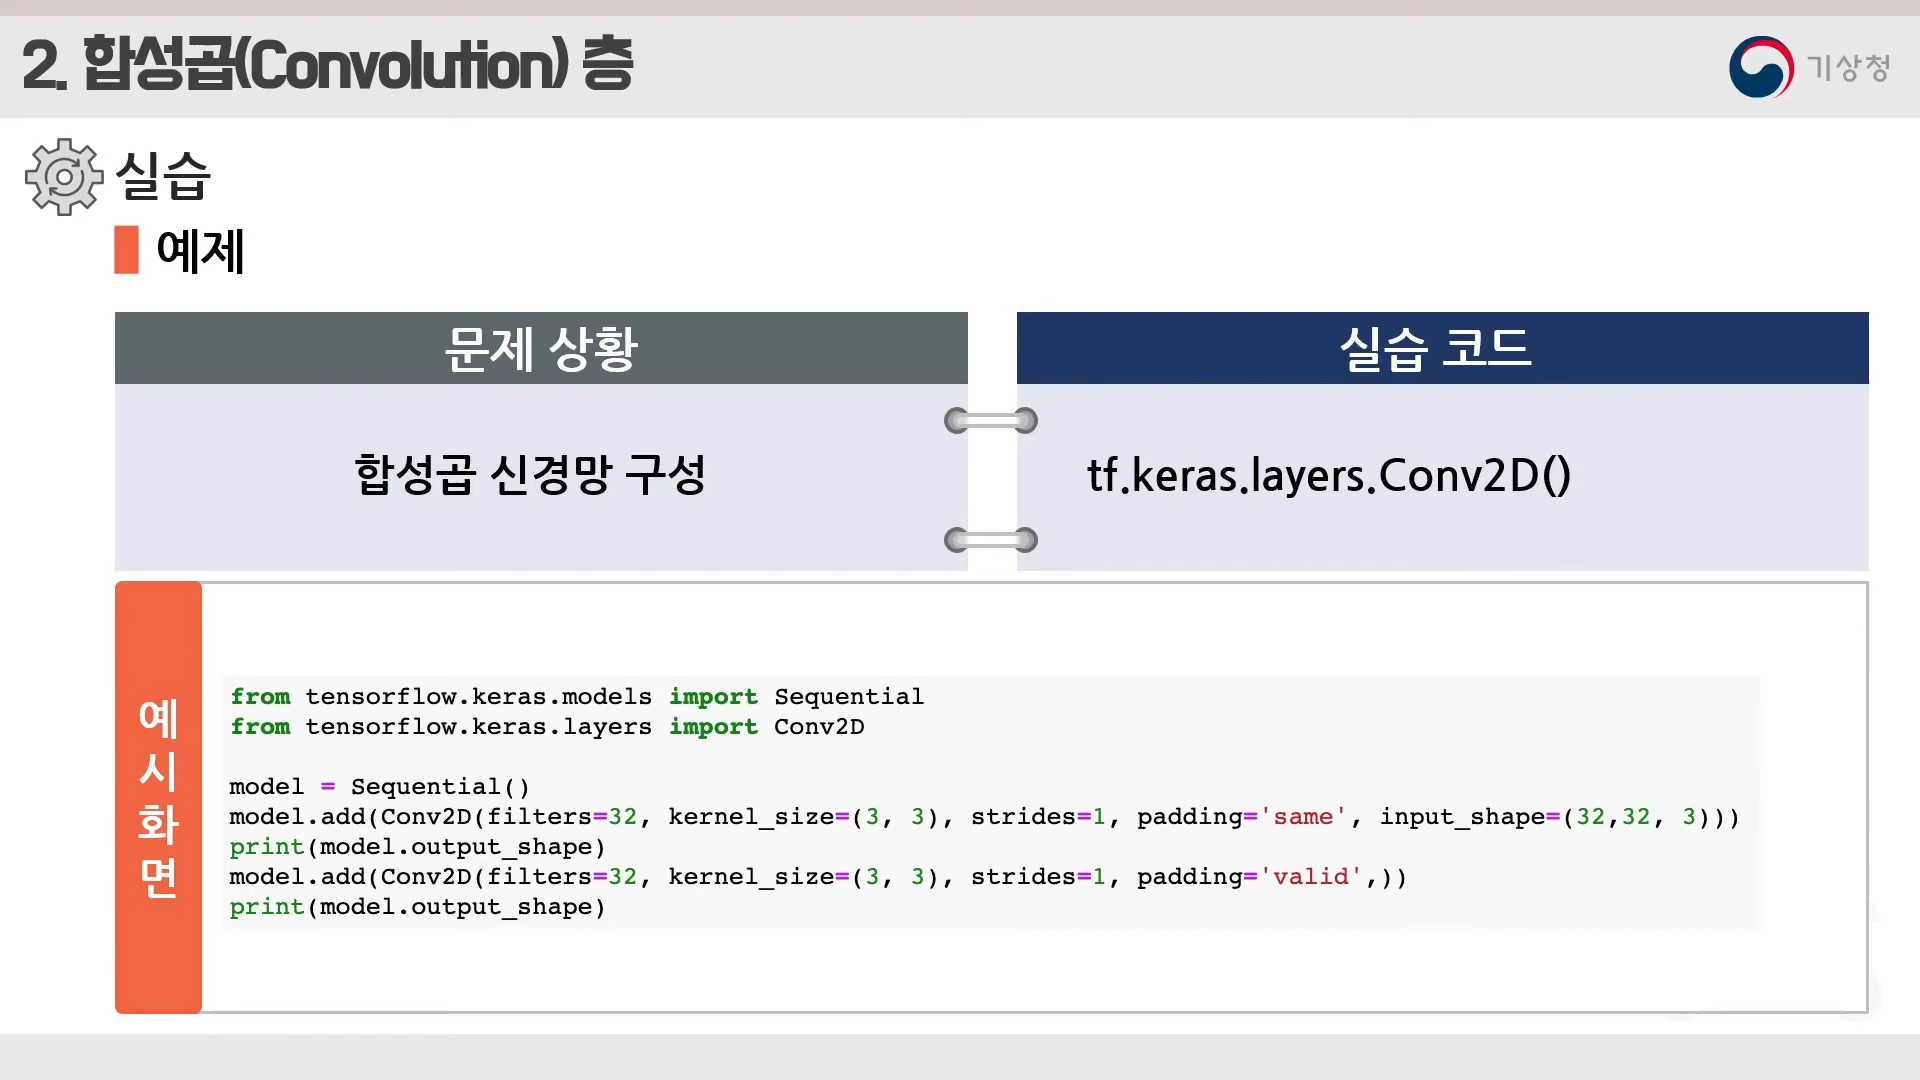 2. 합성곱(Convolution) 층
기상청
실습
예제
문제 상황
실습 코드
합성곱 신경망 구성
tf.keras.layers.Conv2D()
예시화면
from tensorflow.keras.models import Sequential
from tensorflow.keras.layers import Conv2D
model = Sequential()
model.add(Conv2D(filters=32, kernel_size=(3, 3), strides=1, padding='same', input_shape=(32,32, 3)))
print(model.output_shape)
model.add(Conv2D(filters=32, kernel_size=(3, 3), strides=1, padding='valid',))
print(model.output_shape)